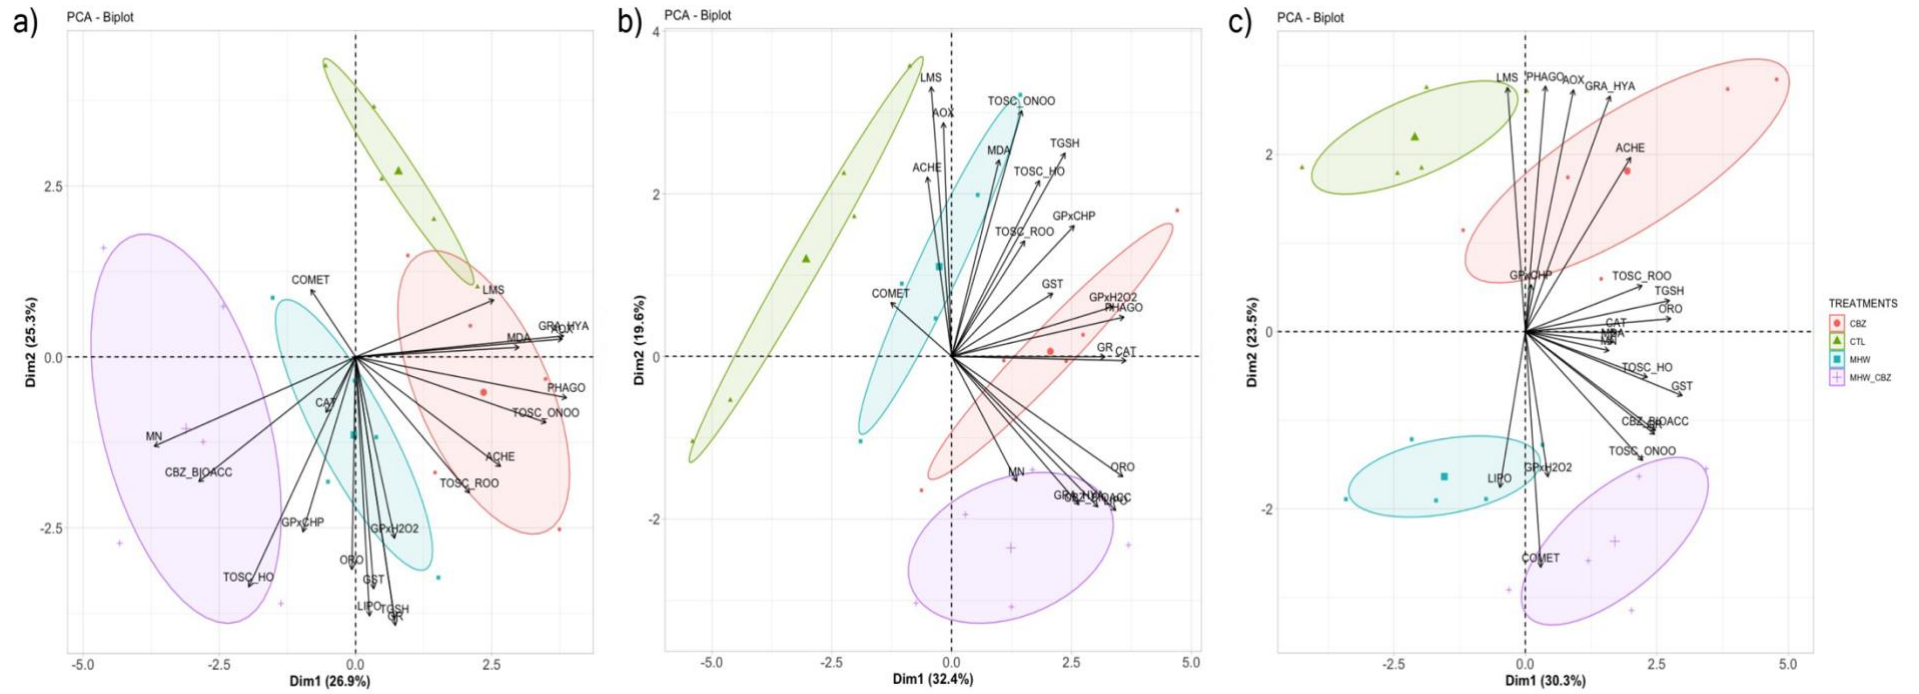 a)
PCA - Biplot
2.5
0.0
-2.5
-5.0
-2.5
0.0
2.5
Dim2 (25.3%)
Dim1 (26.9%)
COMET
LMS
GRA_HYA
AOX
MDA
PHAGO
TOSC_ONOO
CAT
MN
CBZ_BIOACC
ACHE
TOSC_ROO
GPxCHP
GPxH2O2
ORO
TOSC_HO
GST
LIPO
TGSH
GR
b)
PCA - Biplot
4
2
0
-2
-5.0
-2.5
0.0
2.5
5.0
Dim2 (19.6%)
Dim1 (32.4%)
LMS
AOX
TOSC_ONOO
MDA
TGSH
ACHE
TOSC_HO
GPxCHP
TOSC_ROO
COMET
GST
GPxH2O2
PHAGO
GR
CAT
MN
ORO
GRA_HYA
CBZ_BIOACC
LIPO
c)
PCA - Biplot
2
0
-2
-2.5
0.0
2.5
5.0
Dim2 (23.5%)
Dim1 (30.3%)
LMS
PHAGO
AOX
GRA_HYA
ACHE
GPxCHP
TOSC_ROO
TGSH
ORO
CAT
MDA
MN
TOSC_HO
GST
CBZ_BIOACC
GR
TOSC_ONOO
GPxH2O2
LIPO
COMET
TREATMENTS
CBZ
CTL
MHW
MHW_CBZ